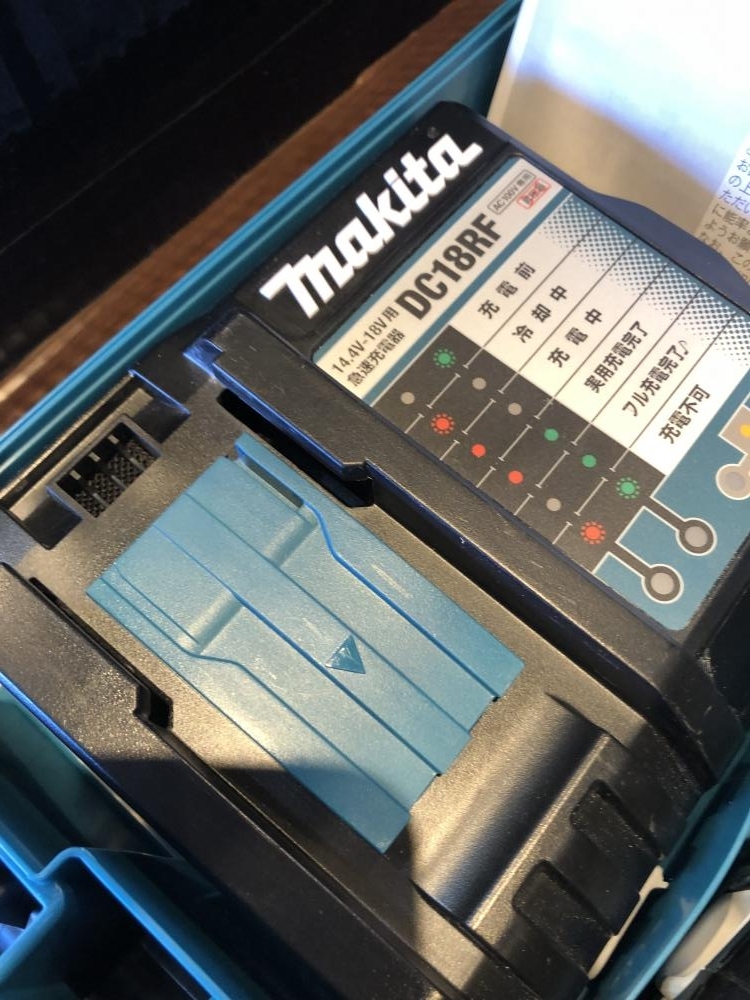 makita
AC100V専用
DC18RF
14.4V-18V用
急速充電器
充電前
冷却中
充電中
実用充電完了
フル充電完了♪
充電不可